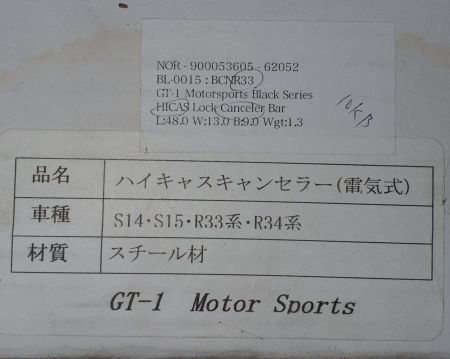 NOR - 900053605 - 62052
BL-0015 : BCNR33
GT-1 Motorsports Black Series
HICAS Lock Canceler Bar
L:48.0 W:13.0 B:9.0 Wgt:1.3
品名 ハイキャスキャンセラー(電気式)
車種 S14・S15・R33系・R34系
材質 スチール材
GT-1 Motor Sports